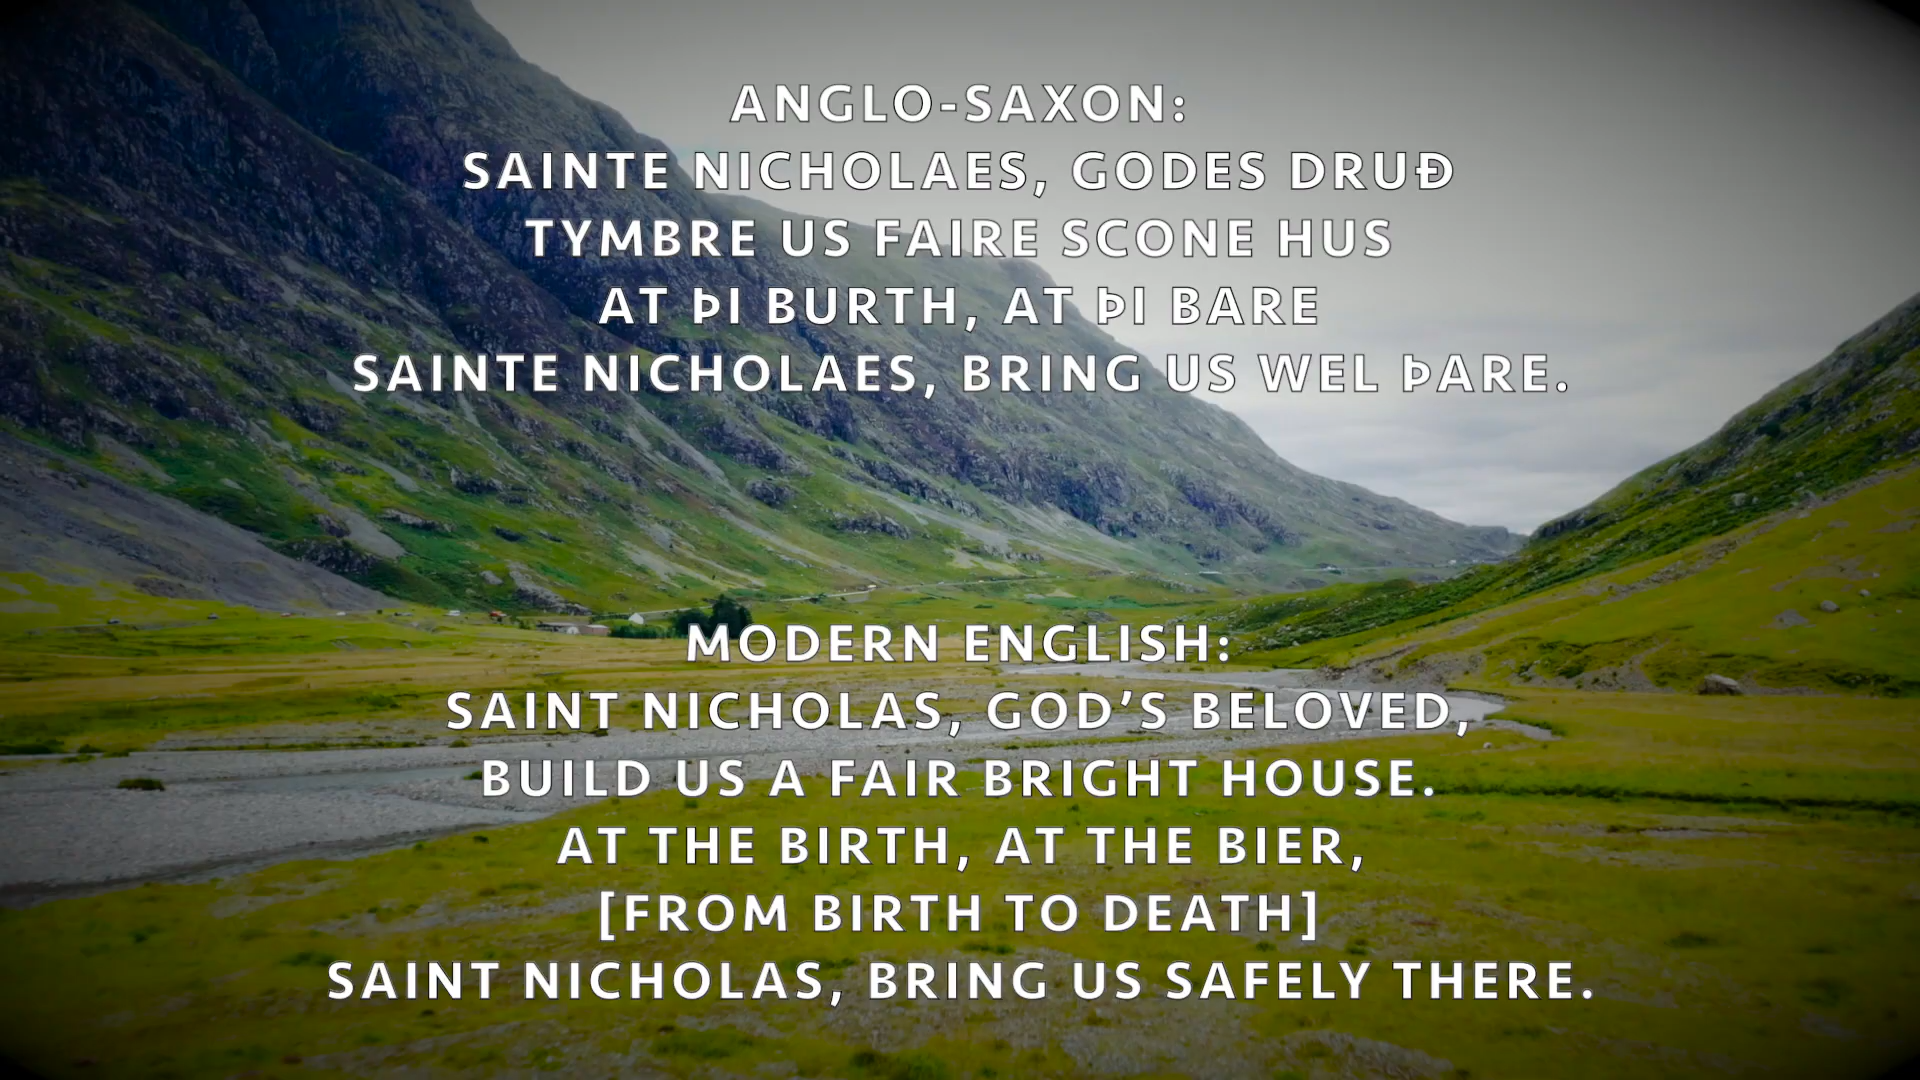 ANGLO-SAXON:
SAINTE NICHOLAES, GODES DRUÐ
TYMBRE US FAIRE SCONE HUS
AT ÞI BURTH, AT ÞI BARE
SAINTE NICHOLAES, BRING US WEL ÞARE.
MODERN ENGLISH:
SAINT NICHOLAS, GOD’S BELOVED,
BUILD US A FAIR BRIGHT HOUSE.
AT THE BIRTH, AT THE BIER,
[FROM BIRTH TO DEATH]
SAINT NICHOLAS, BRING US SAFELY THERE.